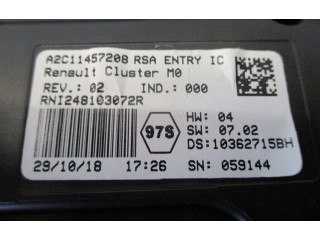 A2C11457208 RSA ENTRY IC
Renault Cluster M0
REV.: 02 IND.: 000
RNI248103072R
HW: 04
97S SW: 07.02
DS:10362715BH
29/10/18 17:26 SN: 059144